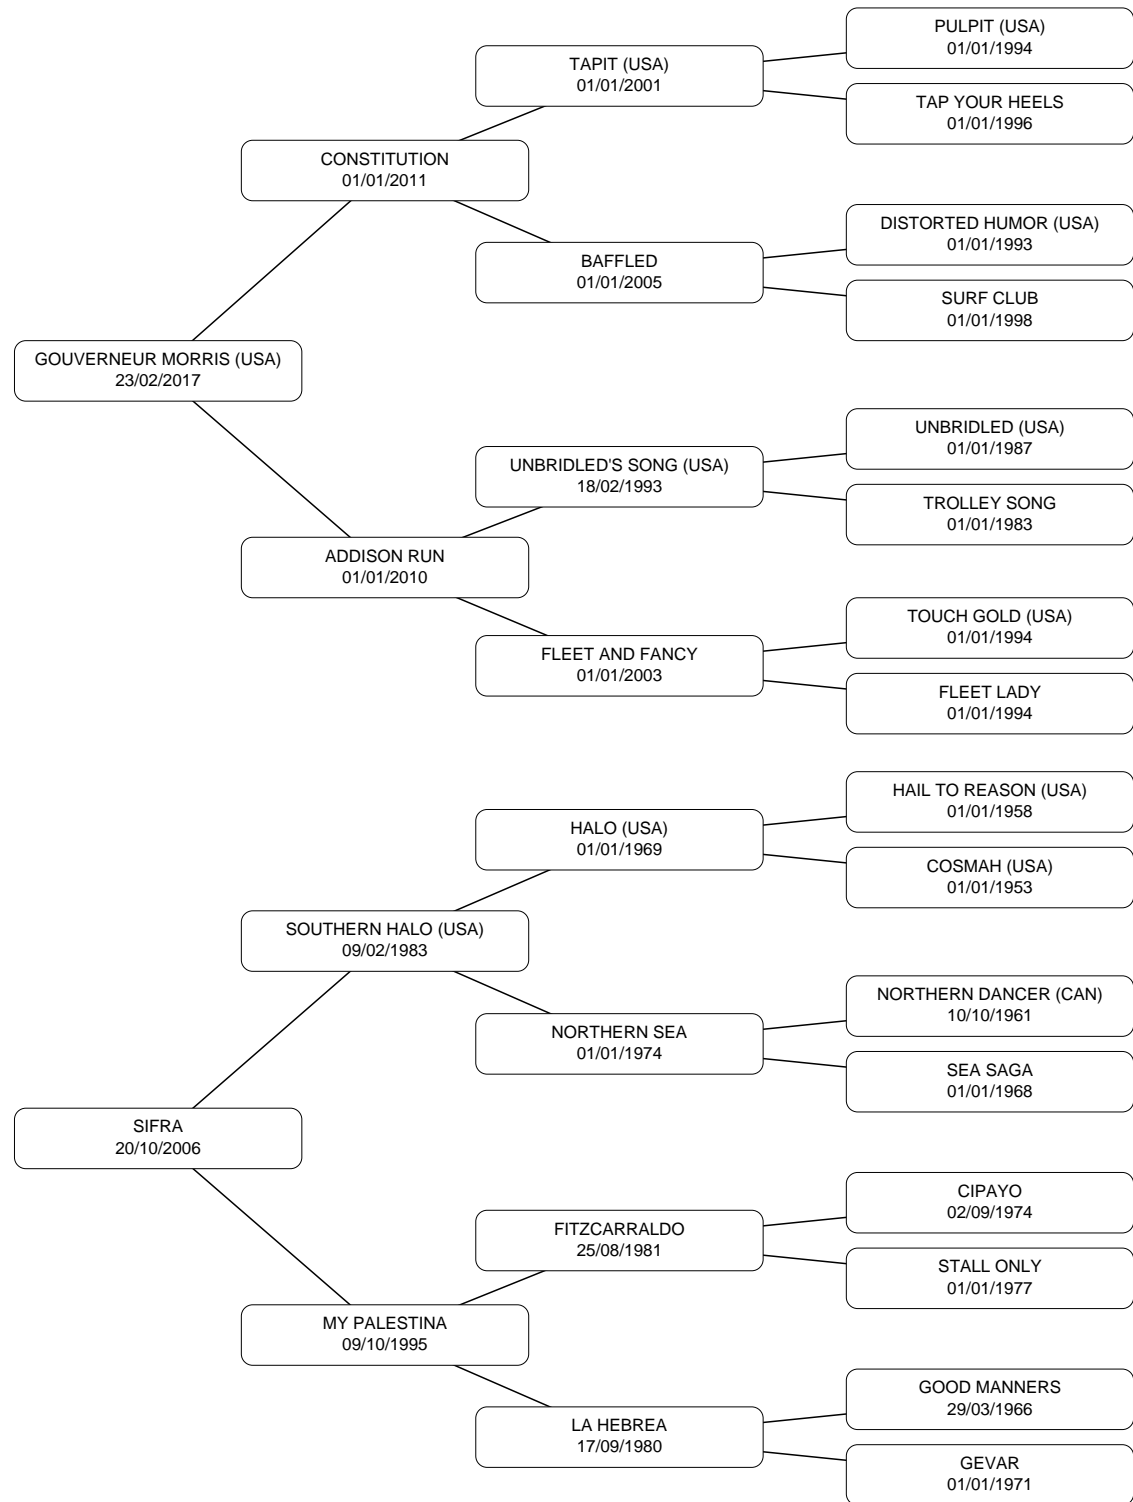 PULPIT (USA)
01/01/1994
TAPIT (USA)
01/01/2001
TAP YOUR HEELS
01/01/1996
CONSTITUTION
01/01/2011
DISTORTED HUMOR (USA)
01/01/1993
BAFFLED
01/01/2005
SURF CLUB
01/01/1998
GOUVERNEUR MORRIS (USA)
23/02/2017
UNBRIDLED (USA)
01/01/1987
UNBRIDLED'S SONG (USA)
18/02/1993
TROLLEY SONG
01/01/1983
ADDISON RUN
01/01/2010
TOUCH GOLD (USA)
01/01/1994
FLEET AND FANCY
01/01/2003
FLEET LADY
01/01/1994
HAIL TO REASON (USA)
01/01/1958
HALO (USA)
01/01/1969
COSMAH (USA)
01/01/1953
SOUTHERN HALO (USA)
09/02/1983
NORTHERN DANCER (CAN)
10/10/1961
NORTHERN SEA
01/01/1974
SEA SAGA
01/01/1968
SIFRA
20/10/2006
CIPAYO
02/09/1974
FITZCARRALDO
25/08/1981
STALL ONLY
01/01/1977
MY PALESTINA
09/10/1995
GOOD MANNERS
29/03/1966
LA HEBREA
17/09/1980
GEVAR
01/01/1971